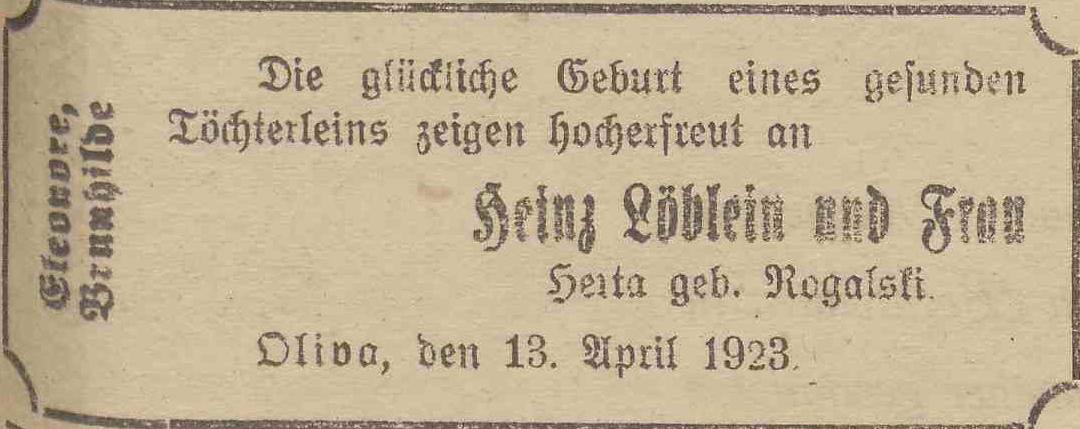 Eleonore,
Brunhilde
Die glückliche Geburt eines gesunden
Töchterleins zeigen hocherfreut an
Heinz Löblein und Frau
Herta geb. Rogalski.
Oliva, den 13. April 1923.